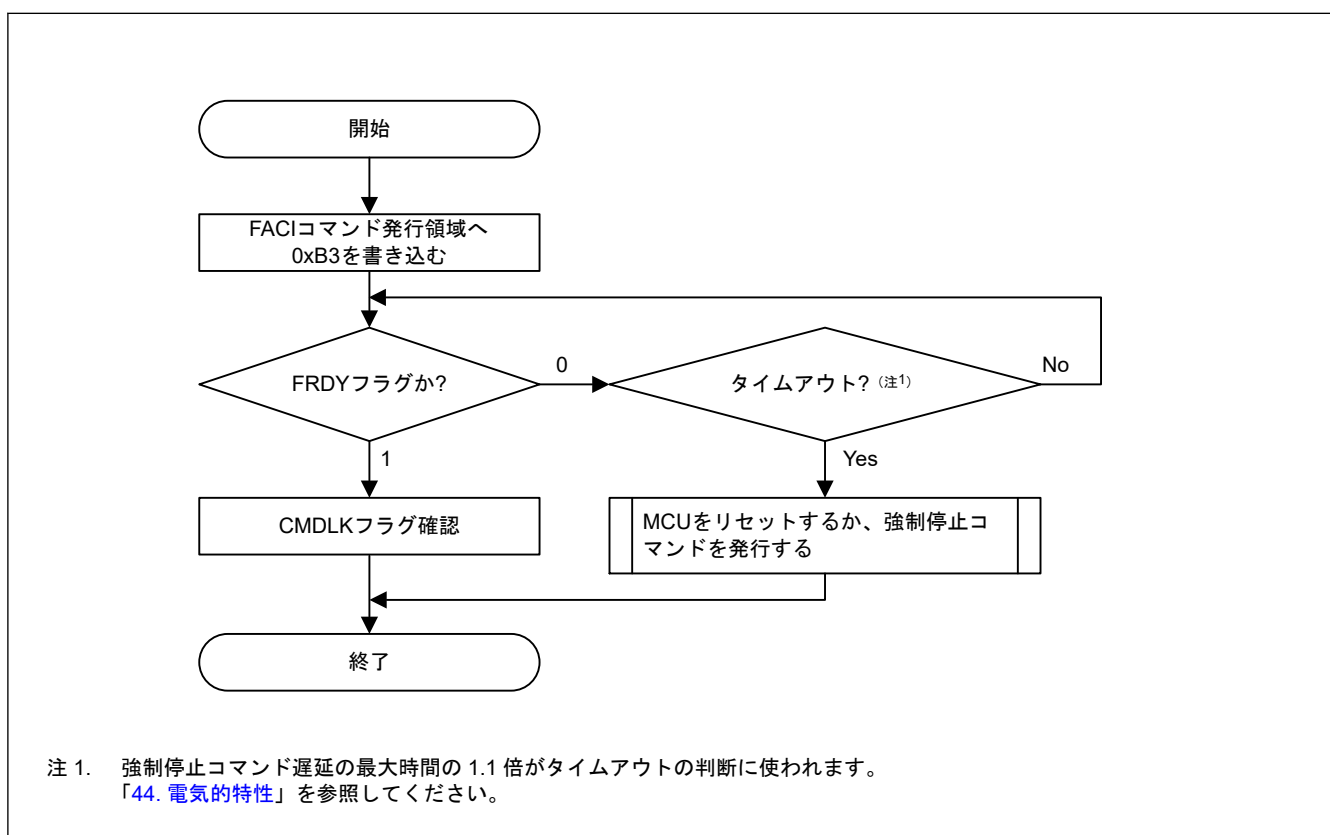 開始
FACIコマンド発行領域へ
0xB3を書き込む
FRDYフラグか?
0
タイムアウト?(注1)
No
1
Yes
CMDLKフラグ確認
MCUをリセットするか、強制停止コ
マンドを発行する
終了
注 1. 強制停止コマンド遅延の最大時間の 1.1 倍がタイムアウトの判断に使われます。
「44. 電気的特性」を参照してください。